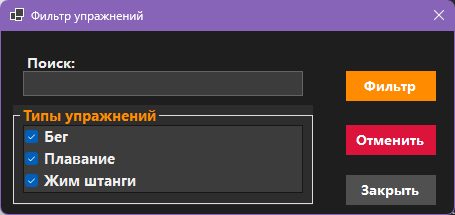 Фильтр упражнений
Поиск:
Фильтр
Типы упражнений
Бег
Отменить
Плавание
Жим штанги
Закрыть